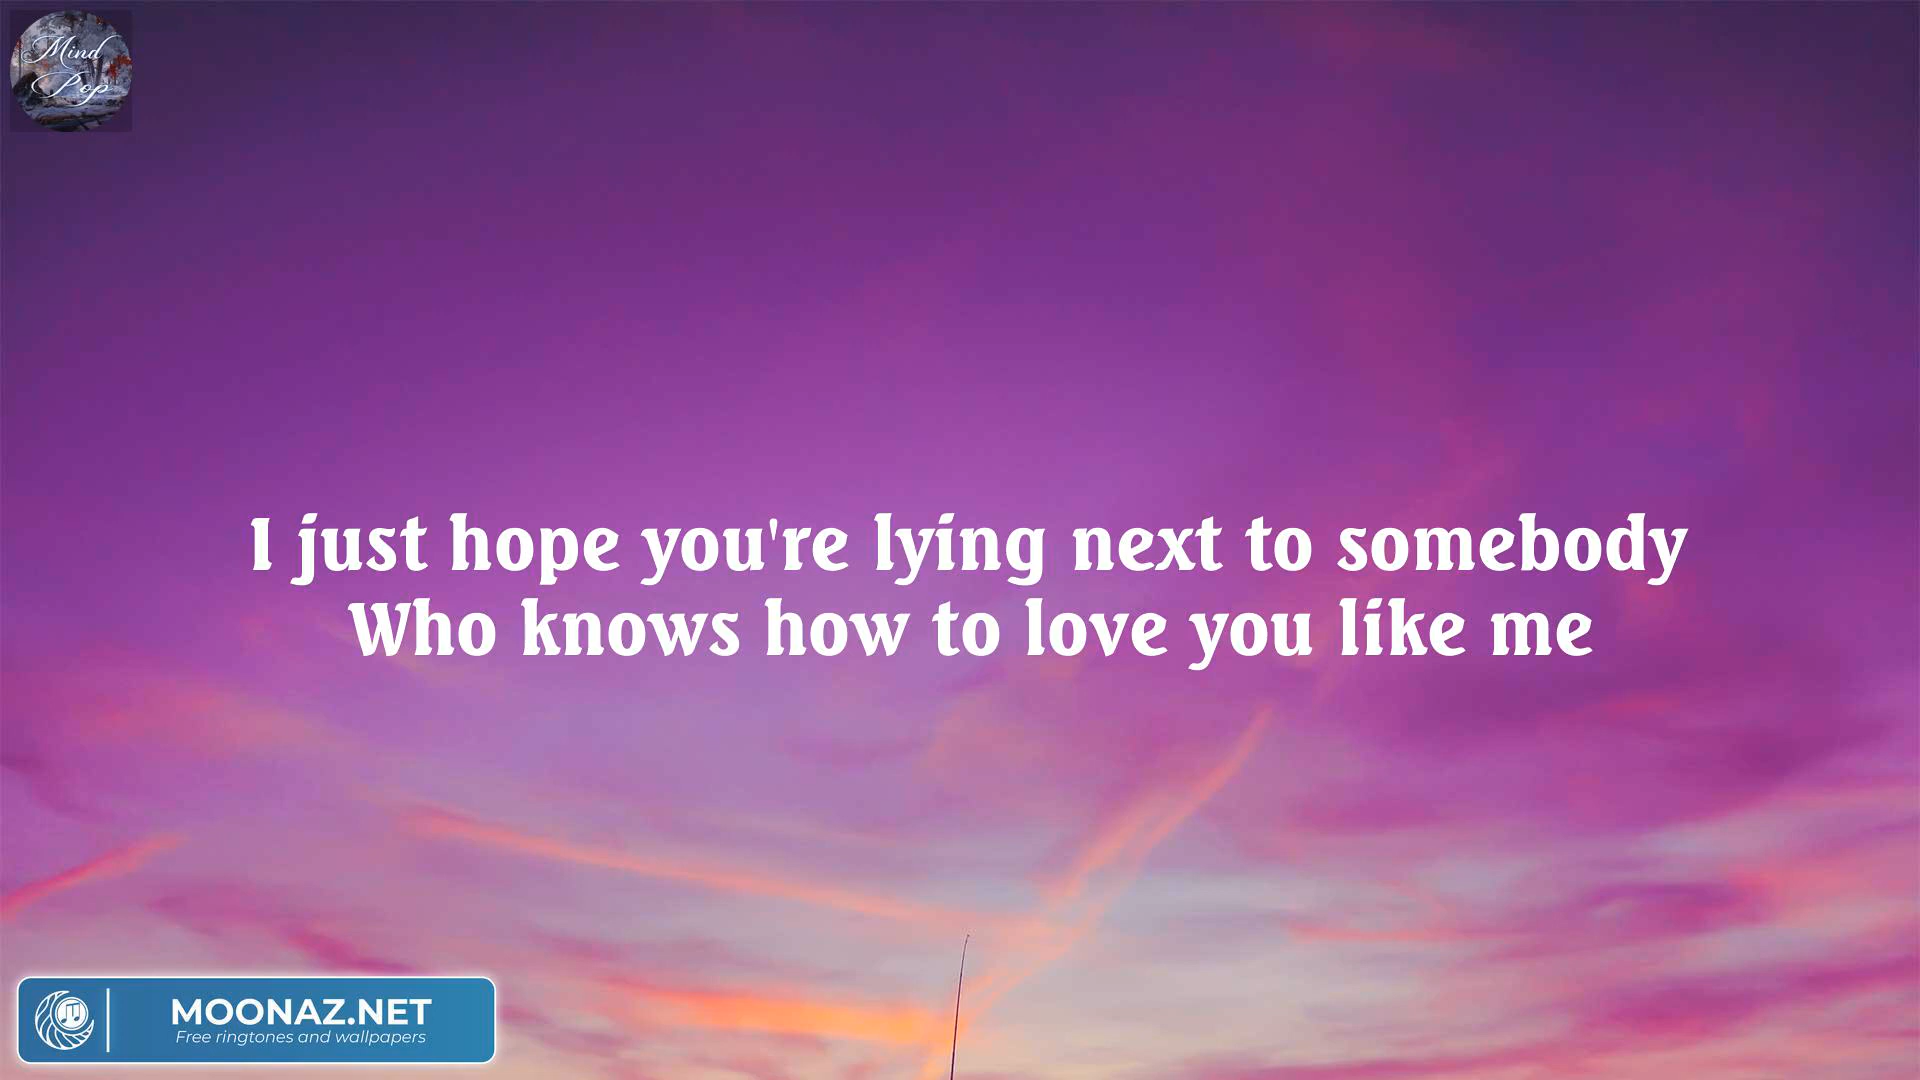 Mind
Pop
I just hope you're lying next to somebody
Who knows how to love you like me
MOONAZ.NET
Free ringtones and wallpapers